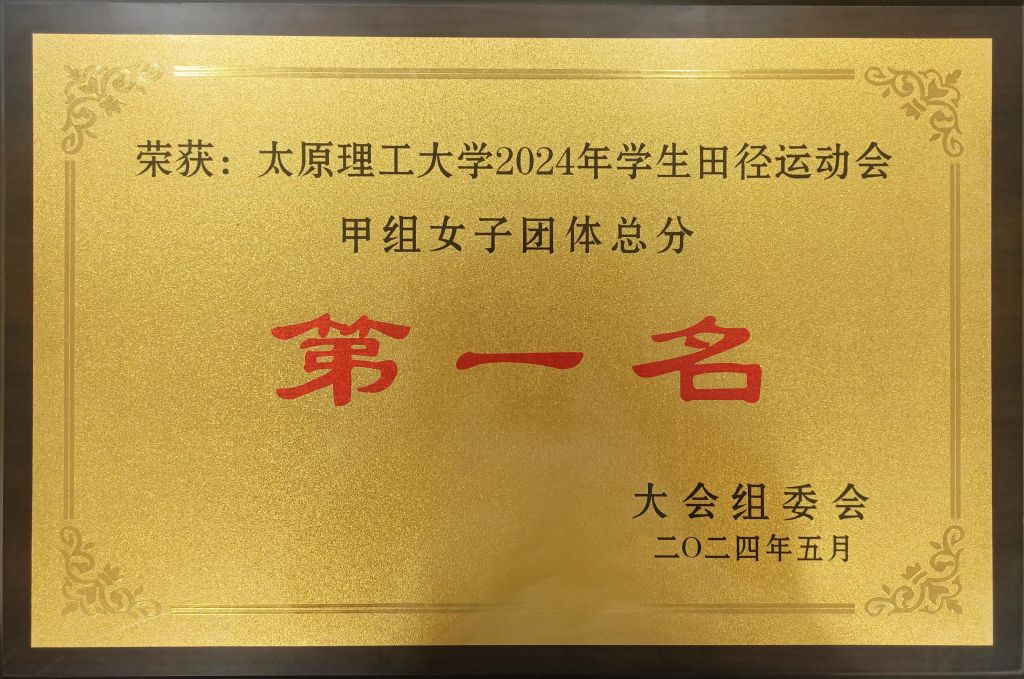 荣获：太原理工大学2024年学生田径运动会
甲组女子团体总分
第一名
大会组委会
二〇二四年五月